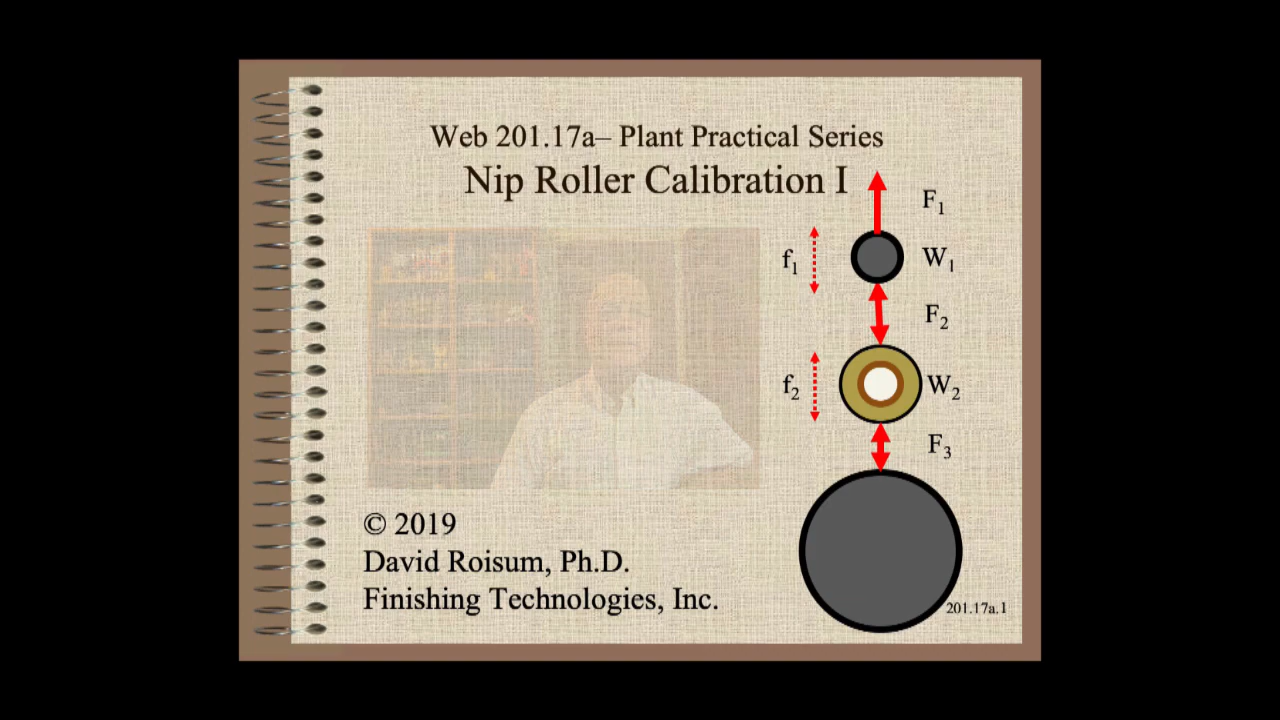 Web 201.17a– Plant Practical Series
Nip Roller Calibration I
F1
f1
W1
F2
f2
W2
F3
© 2019
David Roisum, Ph.D.
Finishing Technologies, Inc.
201.17a.1